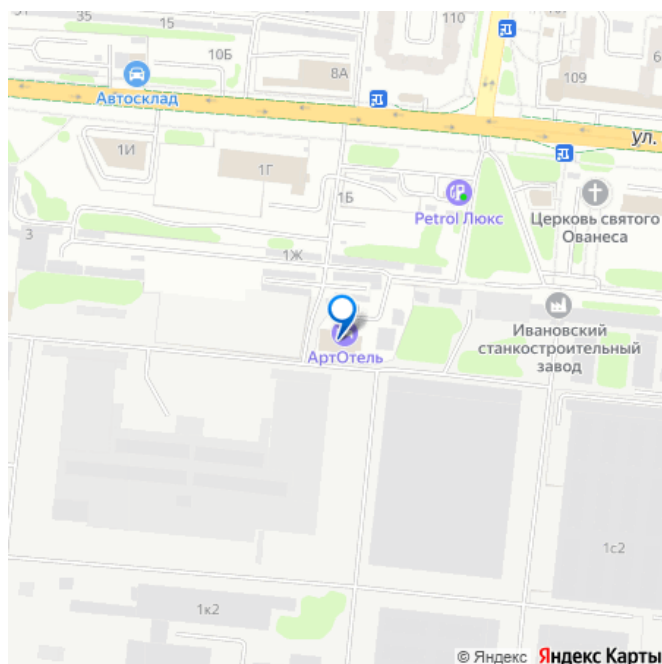 35
15
110
10Б
8А
109
6
Автосклад
ул.
1И
1Г
1Б
Petrol Люкс
Церковь святого
Ованеса
3
1Ж
АртОтель
Ивановский
станкостроительный
завод
1с2
1к2
© Яндекс Яндекс Карты